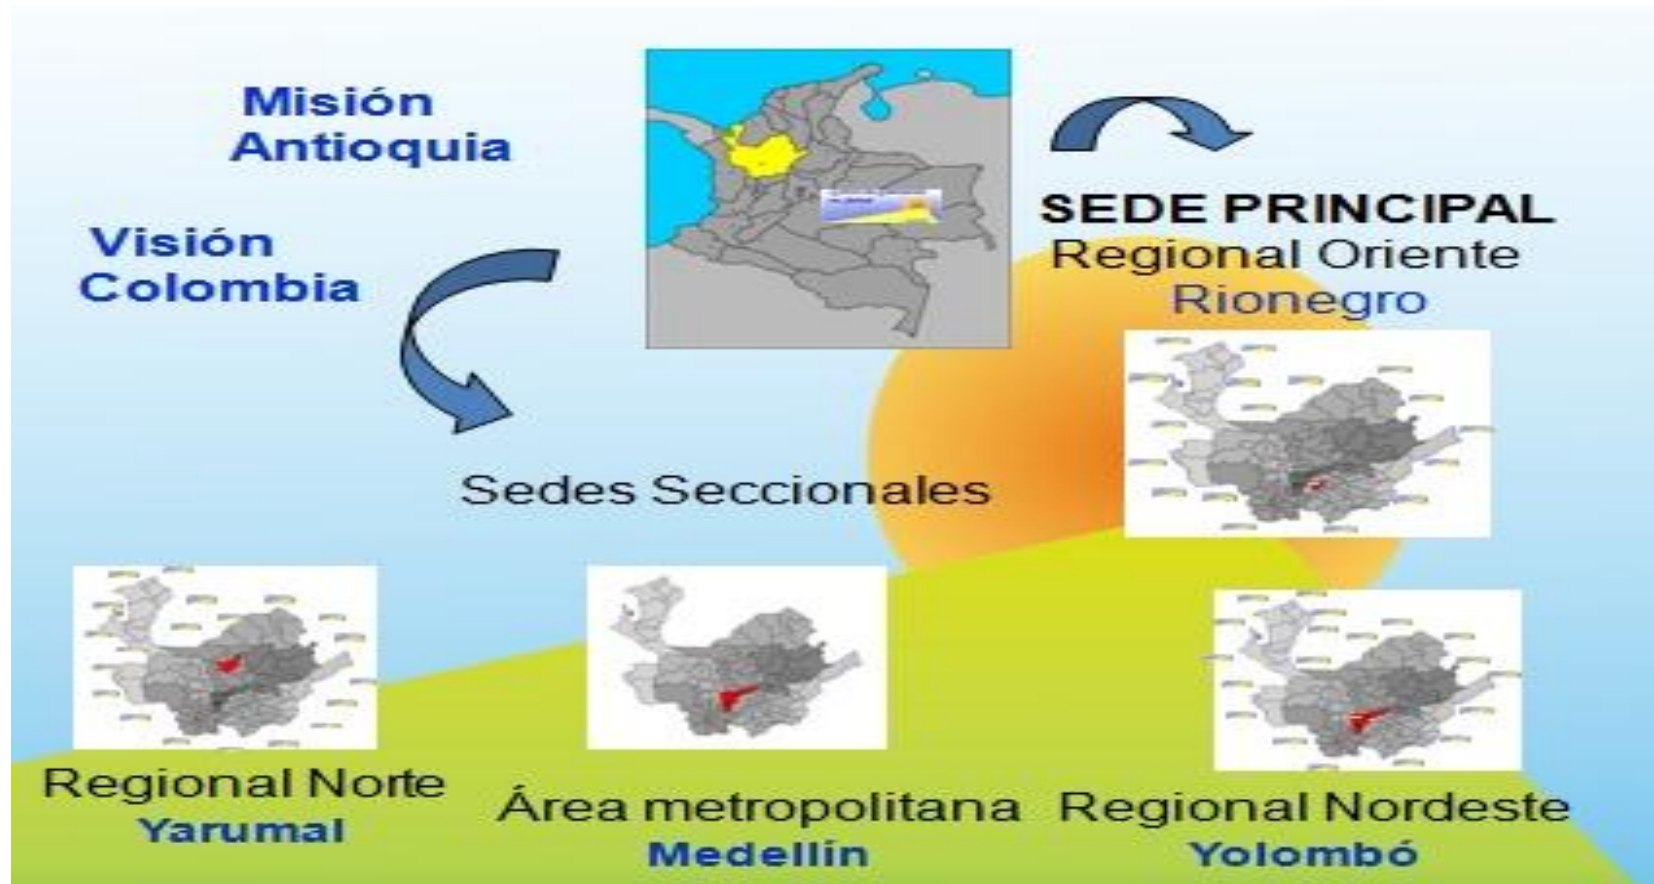 Misión
Antioquia
Visión
Colombia
SEDE PRINCIPAL
Regional Oriente
Rionegro
Sedes Seccionales
Regional Norte
Yarumal
Área metropolitana
Medellín
Regional Nordeste
Yolombó